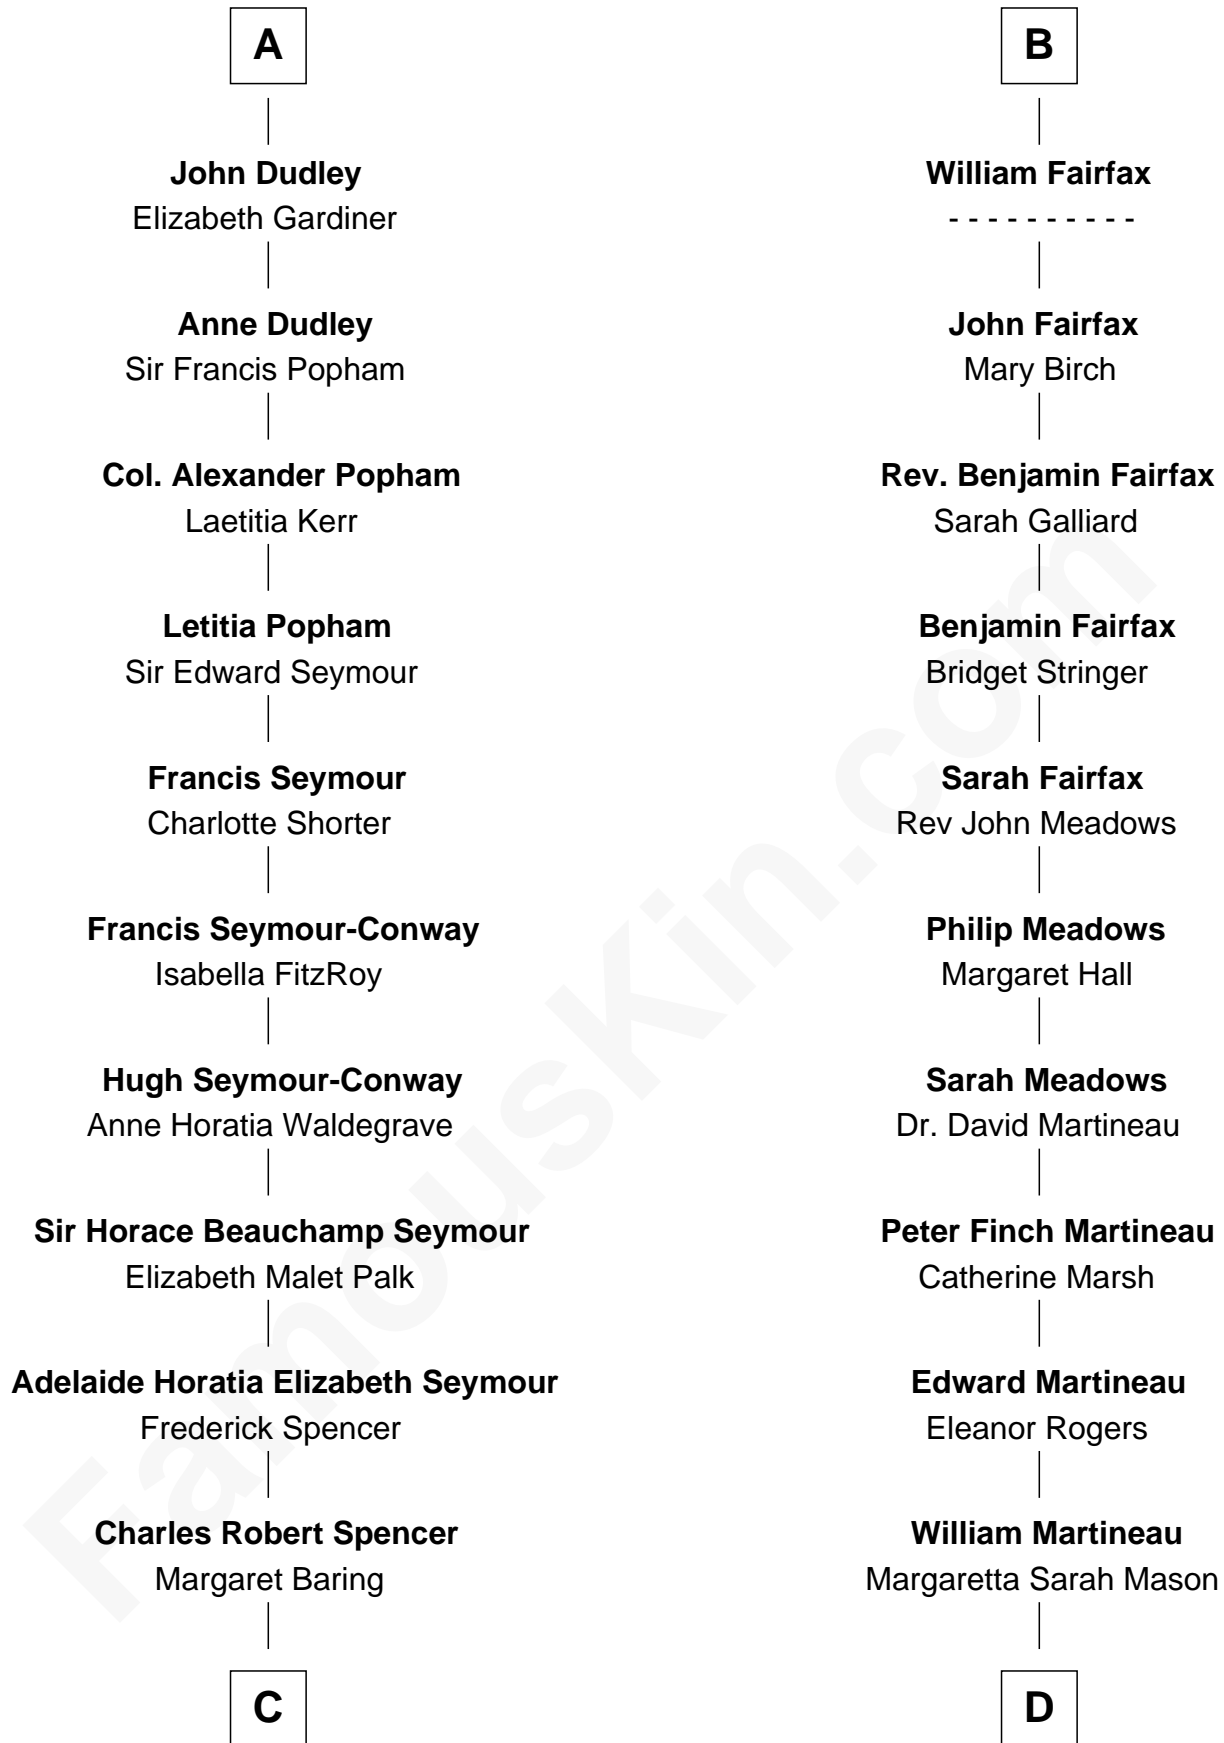 A
John Dudley
Elizabeth Gardiner
Anne Dudley
Sir Francis Popham
Col. Alexander Popham
Laetitia Kerr
Letitia Popham
Sir Edward Seymour
Francis Seymour
Charlotte Shorter
Francis Seymour-Conway
Isabella FitzRoy
Hugh Seymour-Conway
Anne Horatia Waldegrave
Sir Horace Beauchamp Seymour
Elizabeth Malet Palk
Adelaide Horatia Elizabeth Seymour
Frederick Spencer
Charles Robert Spencer
Margaret Baring
C
B
William Fairfax
- - - - - - - - - -
John Fairfax
Mary Birch
Rev. Benjamin Fairfax
Sarah Galliard
Benjamin Fairfax
Bridget Stringer
Sarah Fairfax
Rev John Meadows
Philip Meadows
Margaret Hall
Sarah Meadows
Dr. David Martineau
Peter Finch Martineau
Catherine Marsh
Edward Martineau
Eleanor Rogers
William Martineau
Margaretta Sarah Mason
D
FamousKin.com